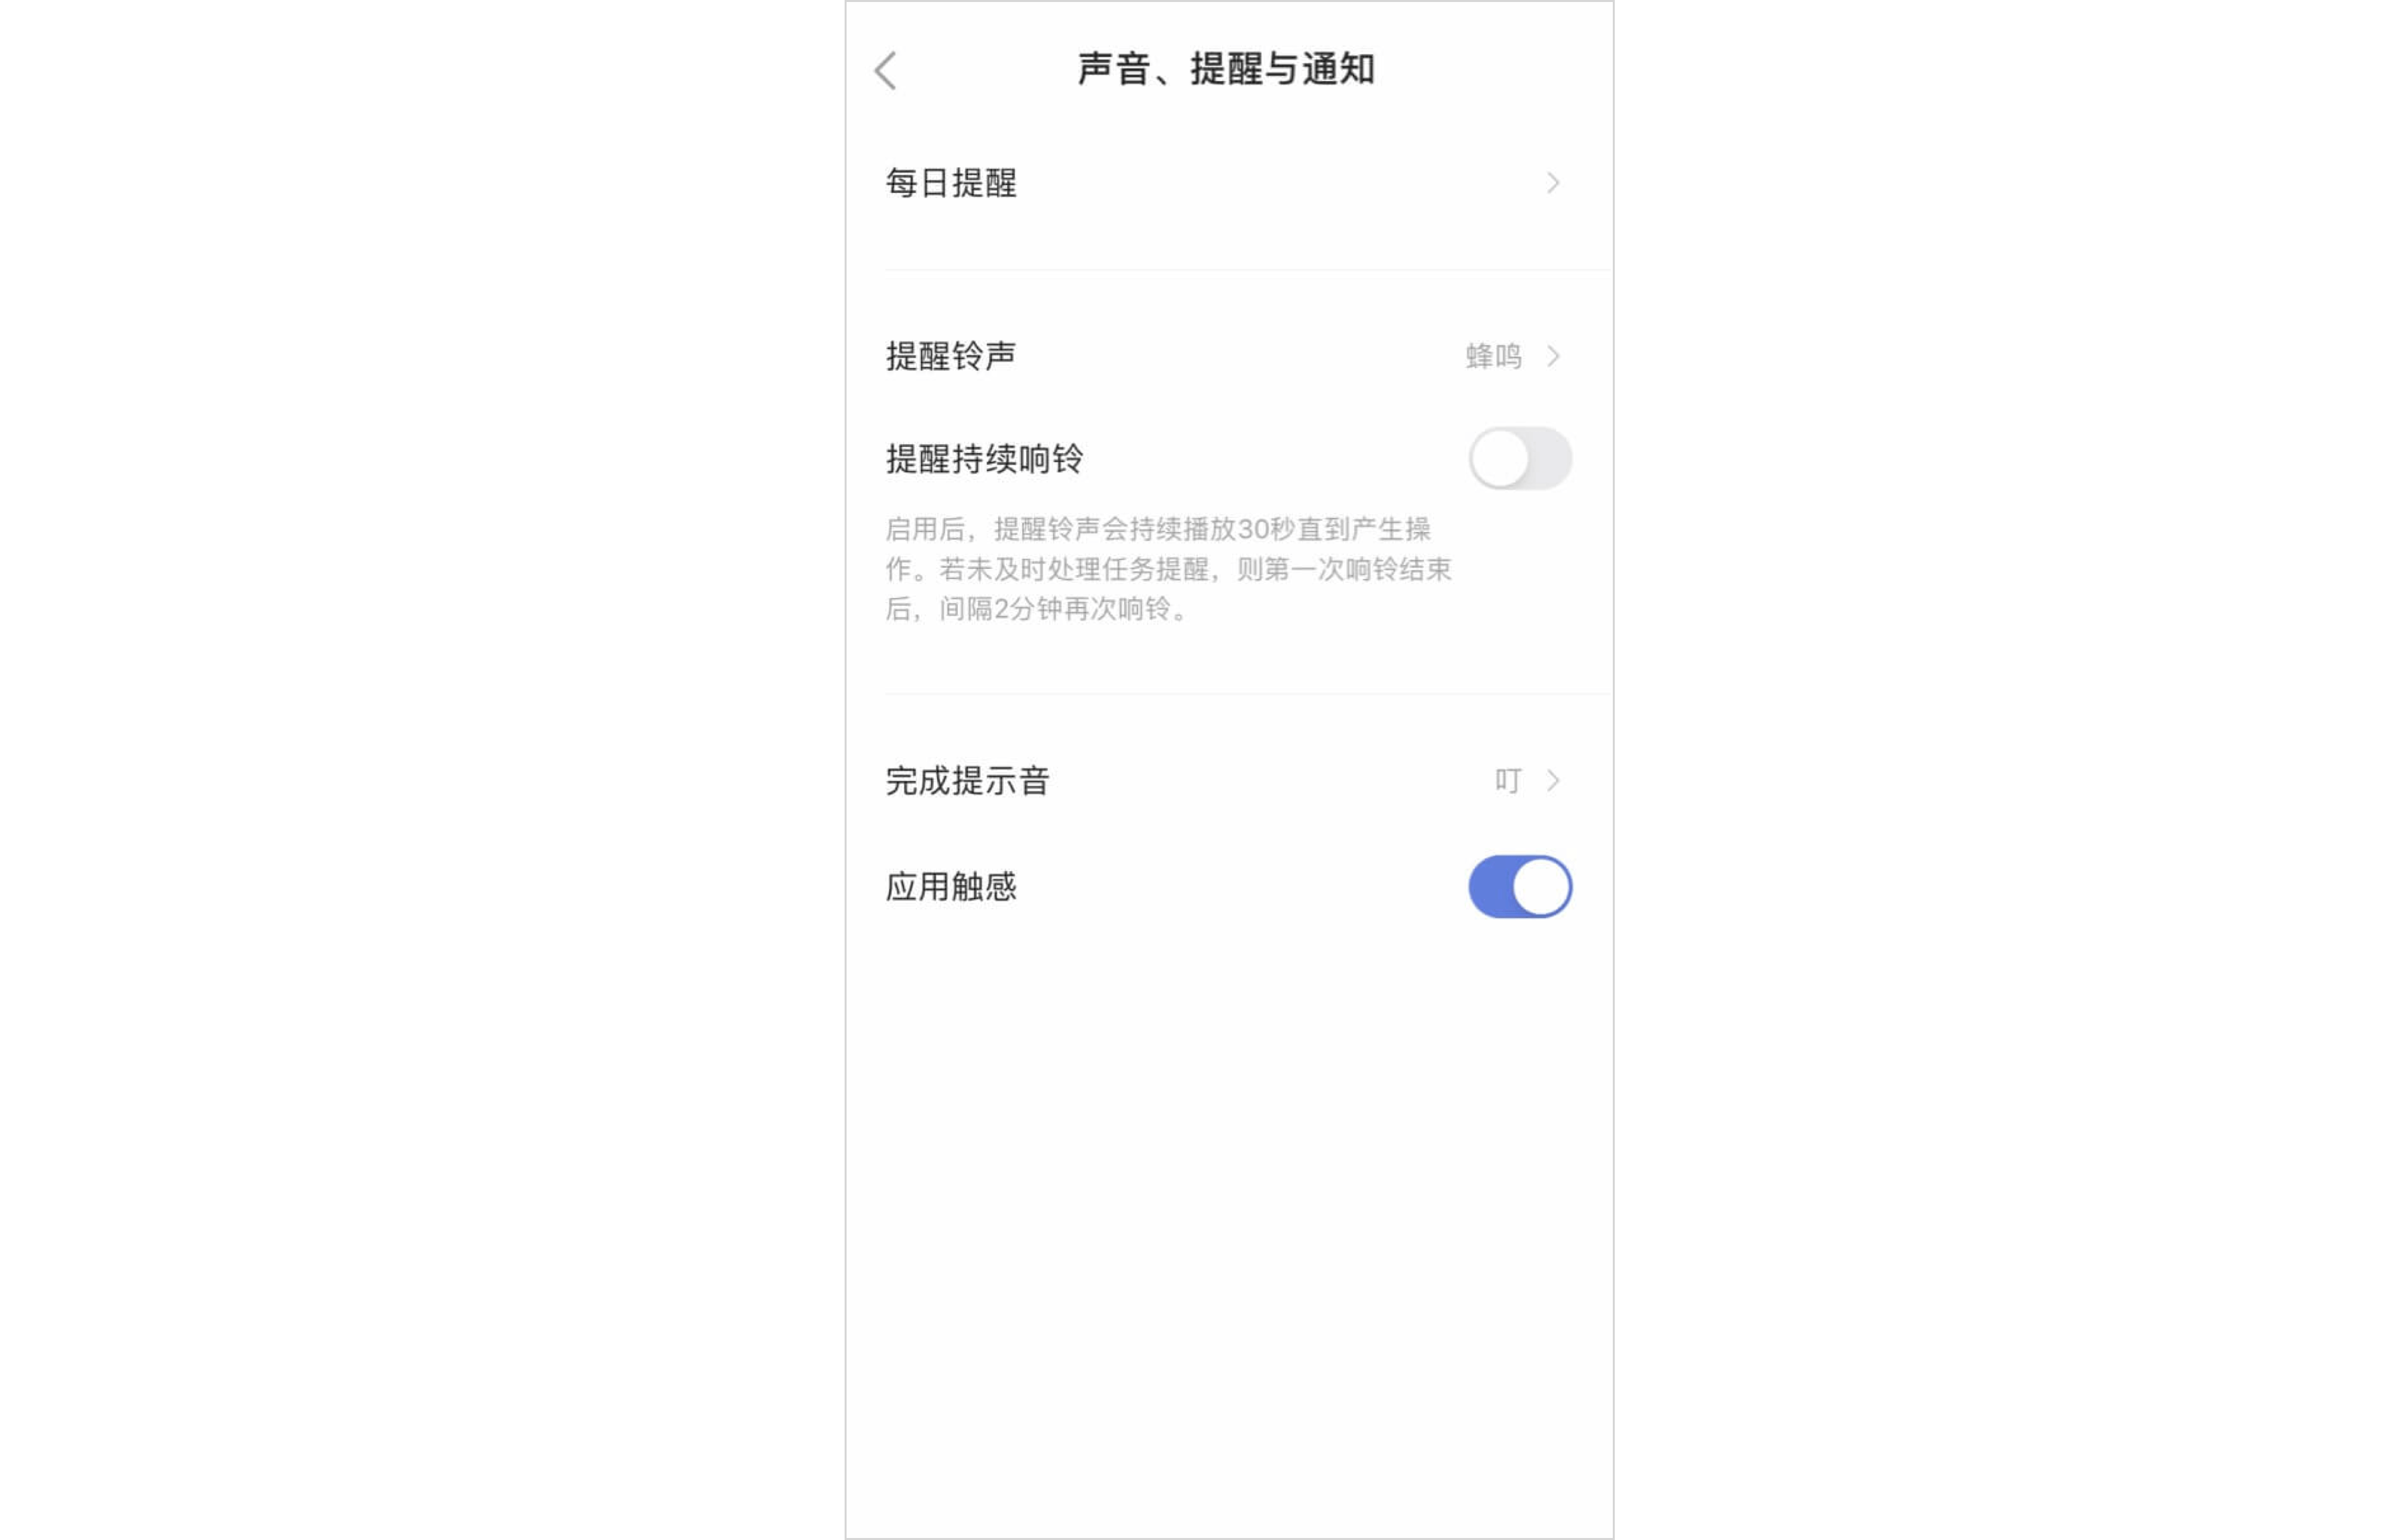 声音、提醒与通知
每日提醒
提醒铃声 蜂鸣
提醒持续响铃
启用后，提醒铃声会持续播放30秒直到产生操
作。若未及时处理任务提醒，则第一次响铃结束
后，间隔2分钟再次响铃。
完成提示音 叮
应用触感